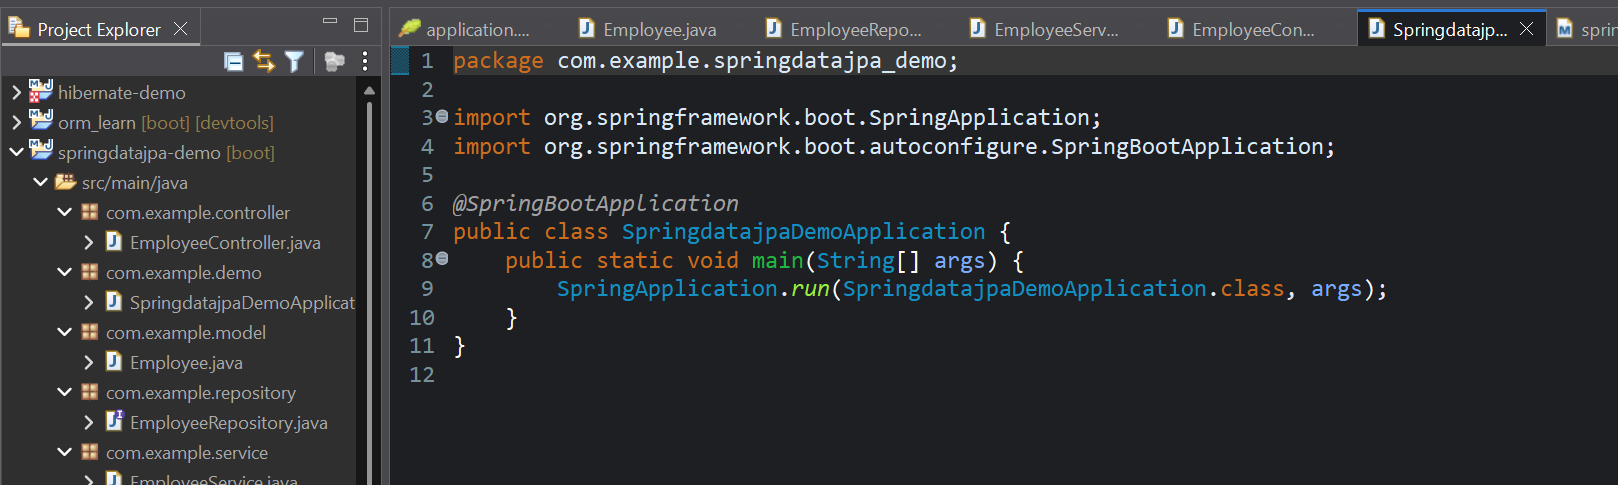 Project Explorer
hibernate-demo
orm_learn [boot] [devtools]
springdatajpa-demo [boot]
src/main/java
com.example.controller
EmployeeController.java
com.example.demo
SpringdatajpaDemoApplicat
com.example.model
Employee.java
com.example.repository
EmployeeRepository.java
com.example.service
EmployeeService.java
application....
Employee.java
EmployeeRepo...
EmployeeServ...
EmployeeCon...
Springdatajp...
sprin
1 package com.example.springdatajpa_demo;
2
3 import org.springframework.boot.SpringApplication;
4 import org.springframework.boot.autoconfigure.SpringBootApplication;
5
6 @SpringBootApplication
7 public class SpringdatajpaDemoApplication {
8 public static void main(String[] args) {
9 SpringApplication.run(SpringdatajpaDemoApplication.class, args);
10 }
11 }
12